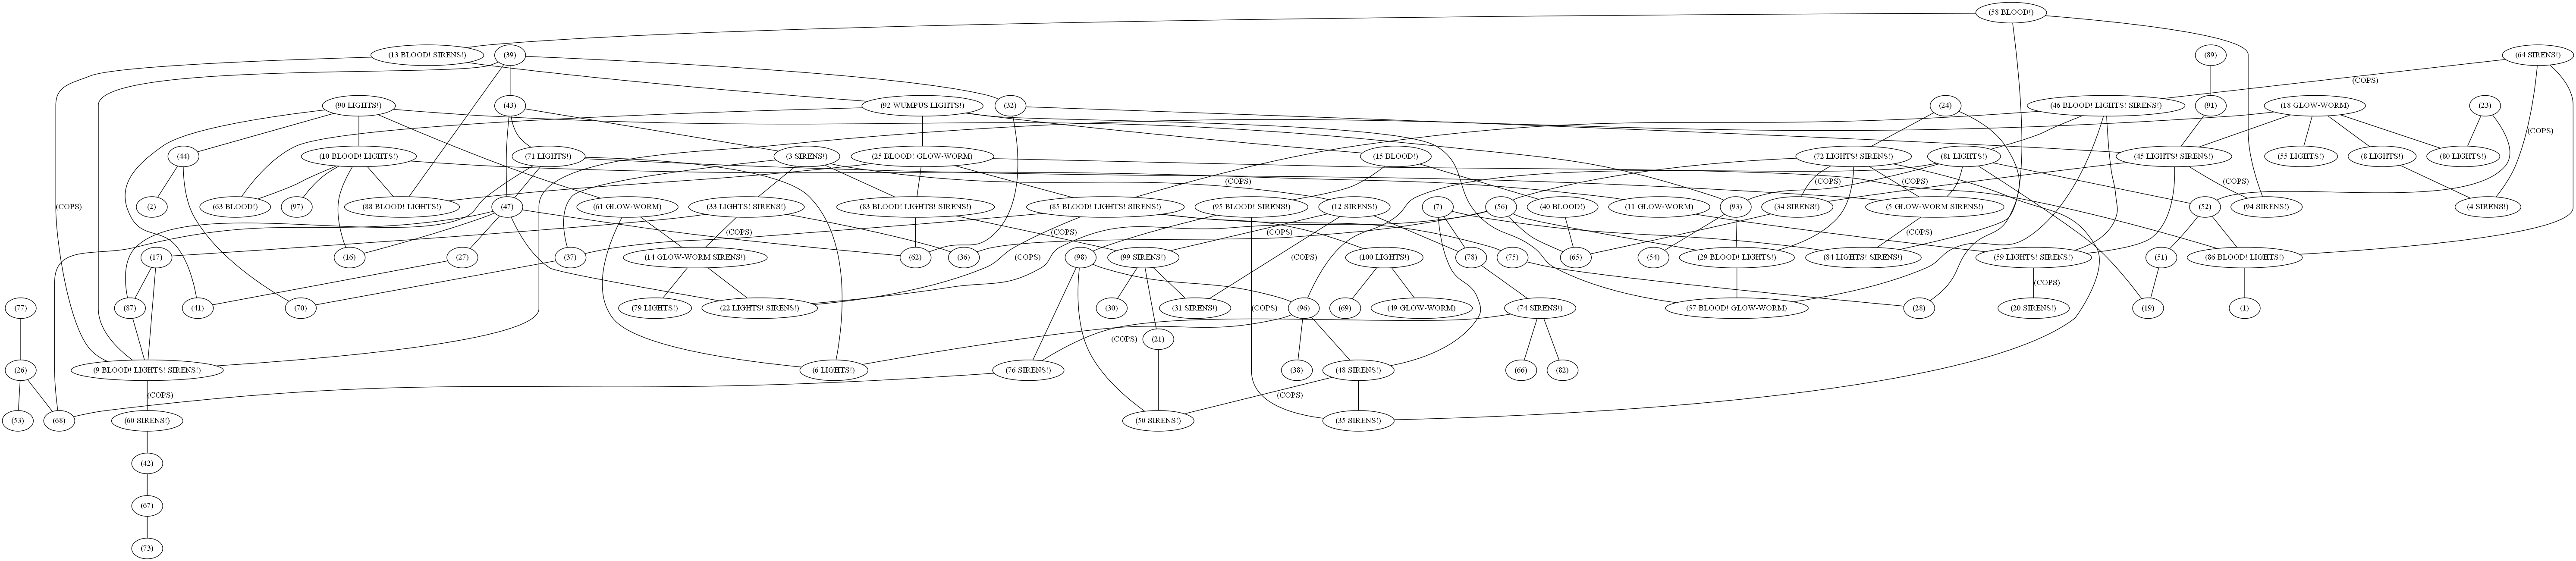 (58 BLOOD!)
(13 BLOOD! SIRENS!)
(39)
(89)
(64 SIRENS!)
(COPS)
(90 LIGHTS!)
(43)
(92 WUMPUS LIGHTS!)
(32)
(24)
(46 BLOOD! LIGHTS! SIRENS!)
(91)
(18 GLOW-WORM)
(23)
(COPS)
(44)
(10 BLOOD! LIGHTS!)
(71 LIGHTS!)
(3 SIRENS!)
(25 BLOOD! GLOW-WORM)
(15 BLOOD!)
(72 LIGHTS! SIRENS!)
(81 LIGHTS!)
(45 LIGHTS! SIRENS!)
(55 LIGHTS!)
(8 LIGHTS!)
(80 LIGHTS!)
(COPS)
(COPS)
(COPS)
(COPS)
(COPS)
(2)
(63 BLOOD!)
(97)
(88 BLOOD! LIGHTS!)
(47)
(61 GLOW-WORM)
(33 LIGHTS! SIRENS!)
(83 BLOOD! LIGHTS! SIRENS!)
(85 BLOOD! LIGHTS! SIRENS!)
(95 BLOOD! SIRENS!)
(12 SIRENS!)
(7)
(56)
(40 BLOOD!)
(11 GLOW-WORM)
(93)
(34 SIRENS!)
(5 GLOW-WORM SIRENS!)
(52)
(94 SIRENS!)
(4 SIRENS!)
(COPS)
(COPS)
(COPS)
(COPS)
(17)
(16)
(27)
(37)
(14 GLOW-WORM SIRENS!)
(62)
(36)
(COPS)
(98)
(99 SIRENS!)
(COPS)
(100 LIGHTS!)
(78)
(75)
(65)
(54)
(29 BLOOD! LIGHTS!)
(84 LIGHTS! SIRENS!)
(59 LIGHTS! SIRENS!)
(51)
(86 BLOOD! LIGHTS!)
(COPS)
(77)
(87)
(41)
(70)
(79 LIGHTS!)
(22 LIGHTS! SIRENS!)
(30)
(31 SIRENS!)
(COPS)
(96)
(69)
(49 GLOW-WORM)
(74 SIRENS!)
(57 BLOOD! GLOW-WORM)
(28)
(20 SIRENS!)
(19)
(1)
(COPS)
(21)
(26)
(9 BLOOD! LIGHTS! SIRENS!)
(6 LIGHTS!)
(76 SIRENS!)
(38)
(48 SIRENS!)
(66)
(82)
(COPS)
(COPS)
(53)
(68)
(60 SIRENS!)
(50 SIRENS!)
(35 SIRENS!)
(42)
(67)
(73)